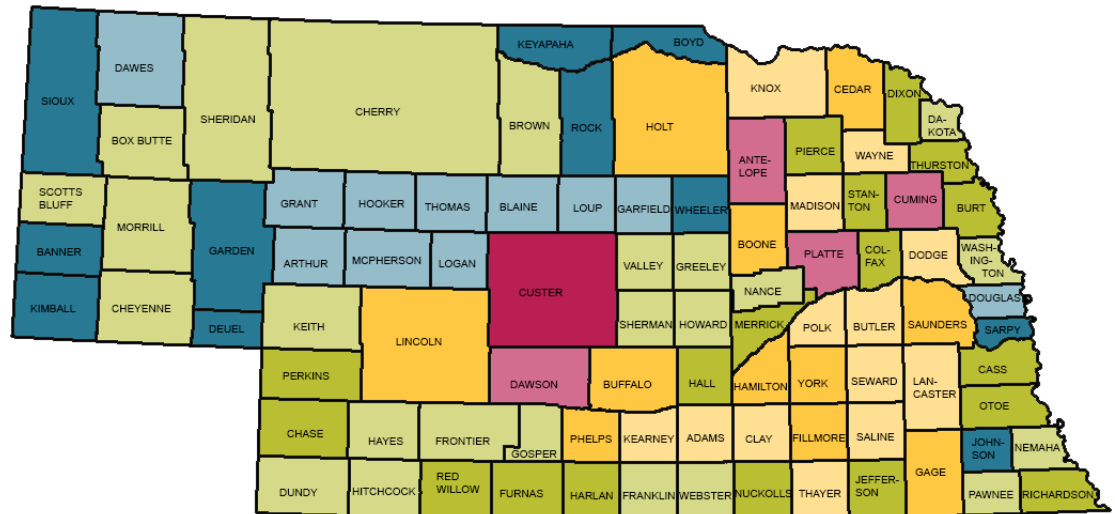 KEYAPAHA
BOYD
DAWES
SIOUX
SHERIDAN
CHERRY
BROWN
ROCK
HOLT
KNOX
CEDAR
DIXON
DA-
KOTA
BOX BUTTE
ANTE-
LOPE
PIERCE
WAYNE
THURSTON
SCOTTS
BLUFF
MORRILL
GARDEN
GRANT
HOOKER
THOMAS
BLAINE
LOUP
GARFIELD
WHEELER
MADISON
STAN-
TON
CUMING
BURT
BANNER
ARTHUR
MCPHERSON
LOGAN
CUSTER
VALLEY
GREELEY
BOONE
PLATTE
COL-
FAX
DODGE
WASH-
ING-
TON
KIMBALL
CHEYENNE
DEUEL
KEITH
LINCOLN
SHERMAN
HOWARD
NANCE
MERRICK
POLK
BUTLER
SAUNDERS
DOUGLAS
SARPY
PERKINS
DAWSON
BUFFALO
HALL
HAMILTON
YORK
SEWARD
LAN-
CASTER
CASS
OTOE
CHASE
HAYES
FRONTIER
GOSPER
PHELPS
KEARNEY
ADAMS
CLAY
FILLMORE
SALINE
GAGE
JOHN-
SON
NEMAHA
DUNDY
HITCHCOCK
RED
WILLOW
FURNAS
HARLAN
FRANKLIN
WEBSTER
NUCKOLLS
THAYER
JEFFER-
SON
PAWNEE
RICHARDSON